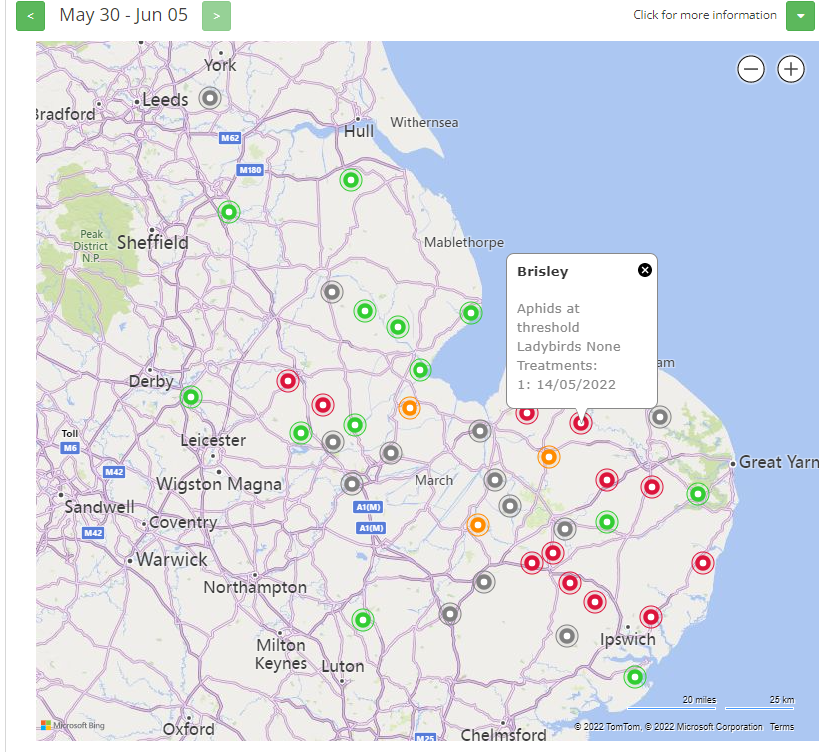 <
May 30 - Jun 05
>
Click for more information
York
Leeds
Bradford
Hull
Withernsea
M62
M180
Peak
District
N.P.
Sheffield
Mablethorpe
Brisley
Aphids at
threshold
Ladybirds None
Treatments:
1: 14/05/2022
am
Derby
Toll
M6
Leicester
M42
Wigston Magna
March
Great Yarm
A1(M)
Sandwell
Coventry
A1(M)
M42
Warwick
Northampton
Milton
Keynes
Luton
Ipswich
20 miles
25 km
Microsoft Bing
Oxford
M25
Chelmsford
© 2022 TomTom, © 2022 Microsoft Corporation Terms